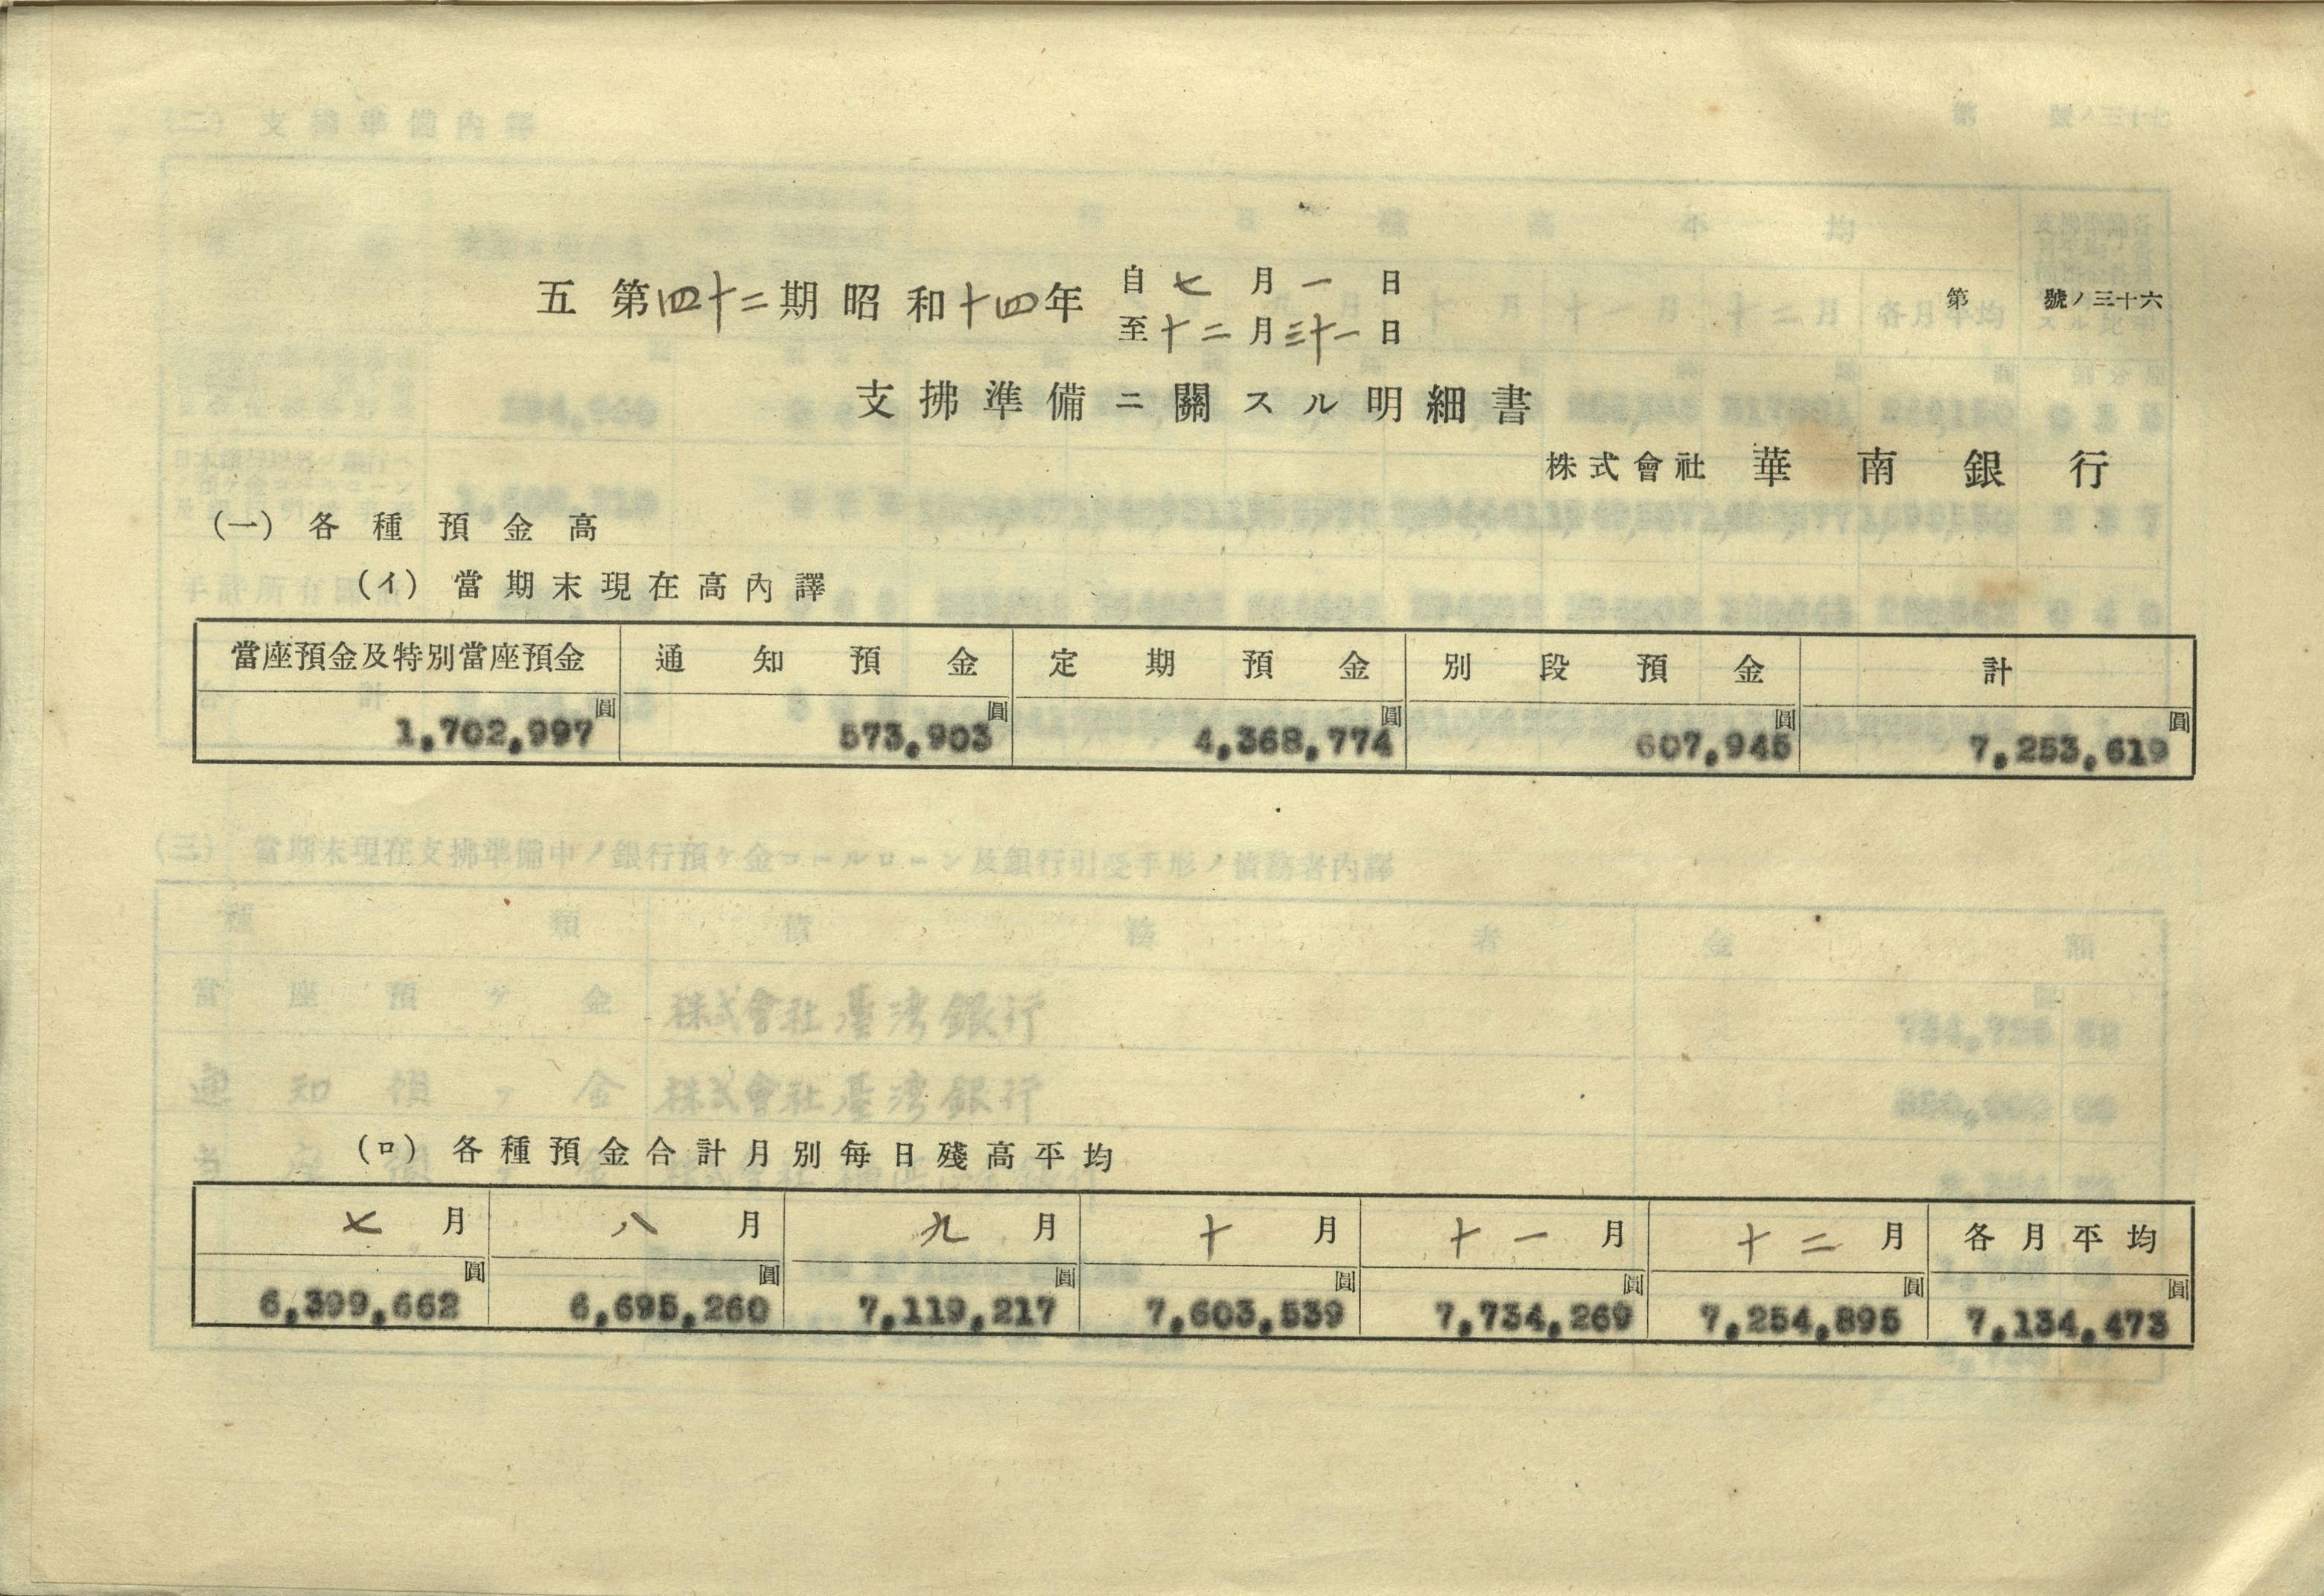 第 號ノ三十六
五 第四十二期昭和十四年 自七月一日
至十二月三十一日
支拂準備ニ關スル明細書
株式會社 華南銀行
(一) 各種預金高
(イ) 當期末現在高內譯
當座預金及特別當座預金 通知預金 定期預金 別段預金 計
圓 圓 圓 圓 圓
1,702,997 573,903 4,368,774 607,945 7,253,619
(ロ) 各種預金合計月別每日殘高平均
七月 八月 九月 十月 十一月 十二月 各月平均
圓 圓 圓 圓 圓 圓 圓
6,399,662 6,695,260 7,119,217 7,603,539 7,734,269 7,254,895 7,134,473